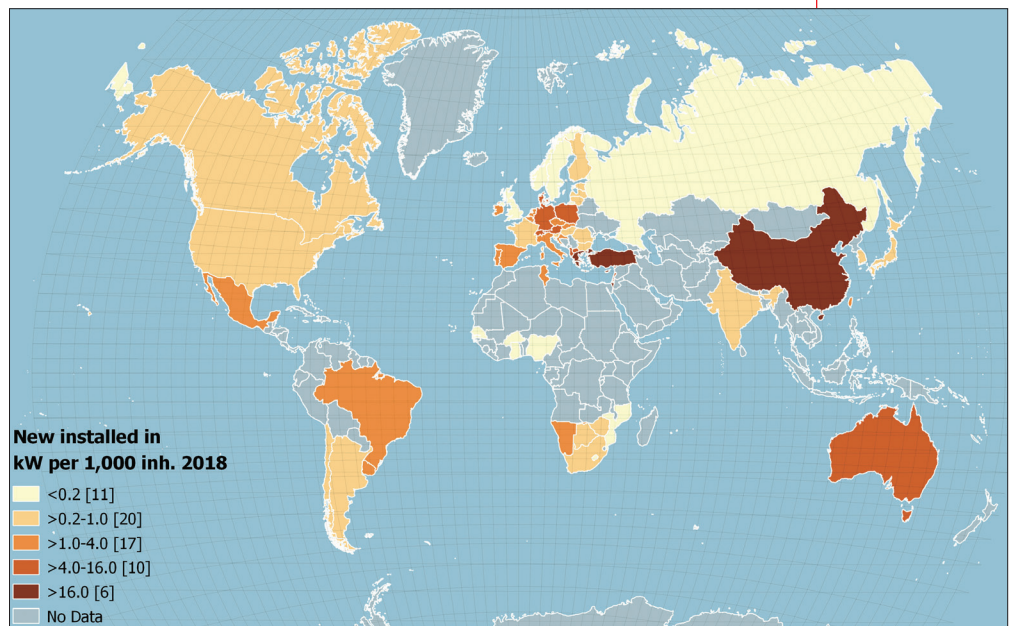 New installed in
kW per 1,000 inh. 2018
<0.2 [11]
>0.2-1.0 [20]
>1.0-4.0 [17]
>4.0-16.0 [10]
>16.0 [6]
No Data